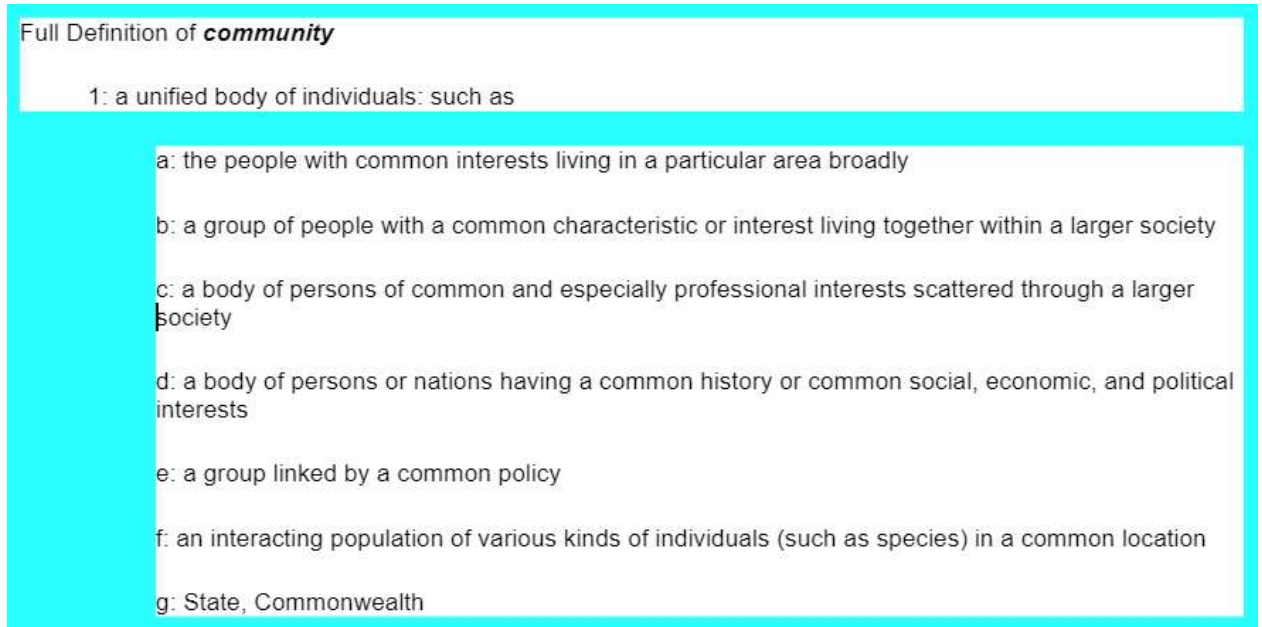 Full Definition of community
1: a unified body of individuals: such as
a: the people with common interests living in a particular area broadly
b: a group of people with a common characteristic or interest living together within a larger society
c: a body of persons of common and especially professional interests scattered through a larger
society
d: a body of persons or nations having a common history or common social, economic, and political
interests
e: a group linked by a common policy
f: an interacting population of various kinds of individuals (such as species) in a common location
g: State, Commonwealth